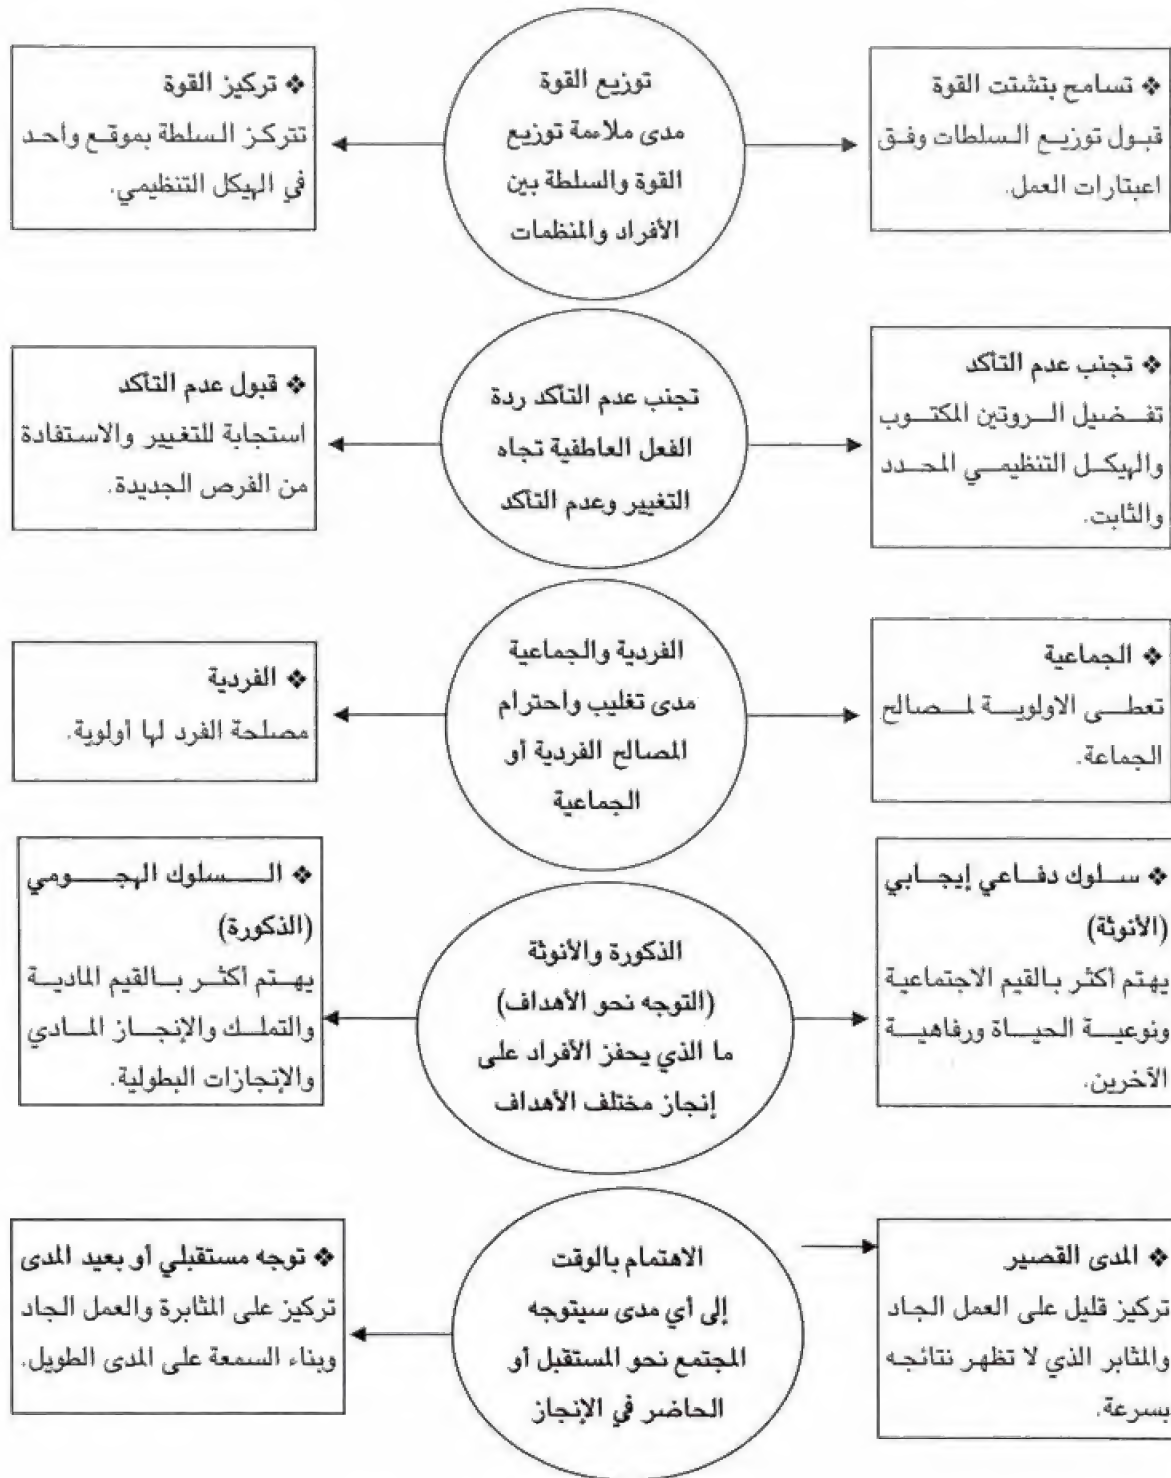 ❖ تسامح بتشتت القوة
قبول توزيع السلطات وفق
اعبتارات العمل.
توزيع القوة
مدى ملاءمة توزيع
القوة والسلطة بين
الأفراد والمنظمات
❖ تركيز القوة
تتركز السلطة بموقع واحد
في الهيكل التنظيمي.
❖ تجنب عدم التأكد
تفضيل الروتين المكتوب
والهيكل التنظيمي المحدد
والثابت.
تجنب عدم التأكد ردة
الفعل العاطفية تجاه
التغيير وعدم التأكد
❖ قبول عدم التأكد
استجابة للتغيير والاستفادة
من الفرص الجديدة.
❖ الجماعية
تعطى الاولوية لمصالح
الجماعة.
الفردية والجماعية
مدى تغليب واحترام
المصالح الفردية أو
الجماعية
❖ الفردية
مصلحة الفرد لها أولوية.
❖ سلوك دفاعي إيجابي
(الأنوثة)
يهتم أكثر بالقيم الاجتماعية
ونوعية الحياة ورفاهية
الآخرين.
الذكورة والأنوثة
(التوجه نحو الأهداف)
ما الذي يحفز الأفراد على
إنجاز مختلف الأهداف
❖ السلوك الهجومي
(الذكورة)
يهتم أكثر بالقيم المادية
والتملك والإنجاز المادي
والإنجازات البطولية.
❖ المدى القصير
تركيز قليل على العمل الجاد
والمثابر الذي لا تظهر نتائجه
بسرعة.
الاهتمام بالوقت
إلى أي مدى سيتوجه
المجتمع نحو المستقبل أو
الحاضر في الإنجاز
❖ توجه مستقبلي أو بعيد المدى
تركيز على المثابرة والعمل الجاد
وبناء السمعة على المدى الطويل.